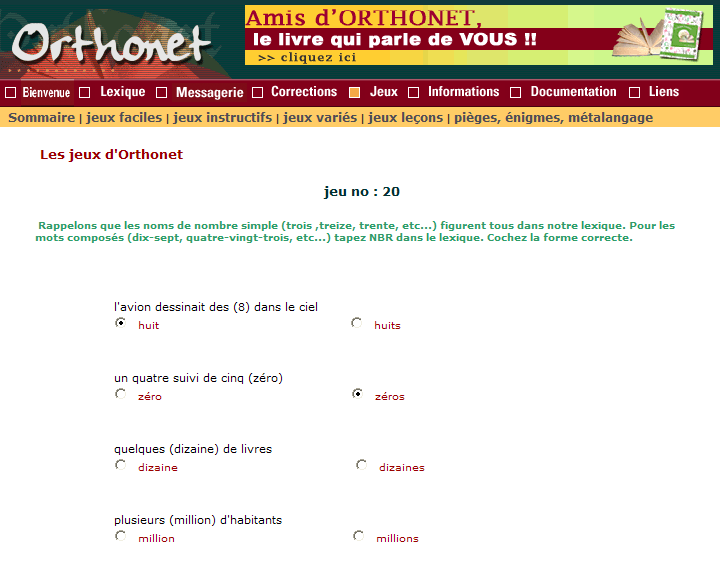 Orthonet
Amis d'ORTHONET,
le livre qui parle de VOUS !!
>> cliquez ici
Bienvenue Lexique Messagerie Corrections Jeux Informations Documentation Liens
Sommaire | jeux faciles | jeux instructifs | jeux variés | jeux leçons | pièges, énigmes, métalangage
Les jeux d'Orthonet
jeu no : 20
Rappelons que les noms de nombre simple (trois ,treize, trente, etc...) figurent tous dans notre lexique. Pour les
mots composés (dix-sept, quatre-vingt-trois, etc...) tapez NBR dans le lexique. Cochez la forme correcte.
l'avion dessinait des (8) dans le ciel
huit huits
un quatre suivi de cinq (zéro)
zéro zéros
quelques (dizaine) de livres
dizaine dizaines
plusieurs (million) d'habitants
million millions